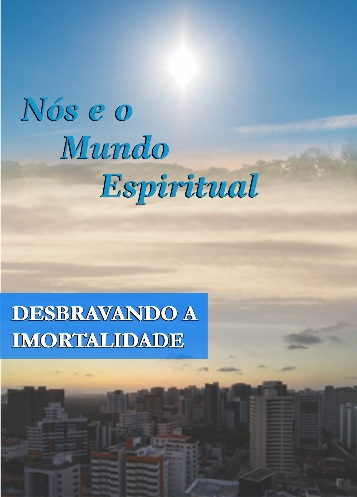 Nós e o
Mundo
Espiritual
DESBRAVANDO A
IMORTALIDADE